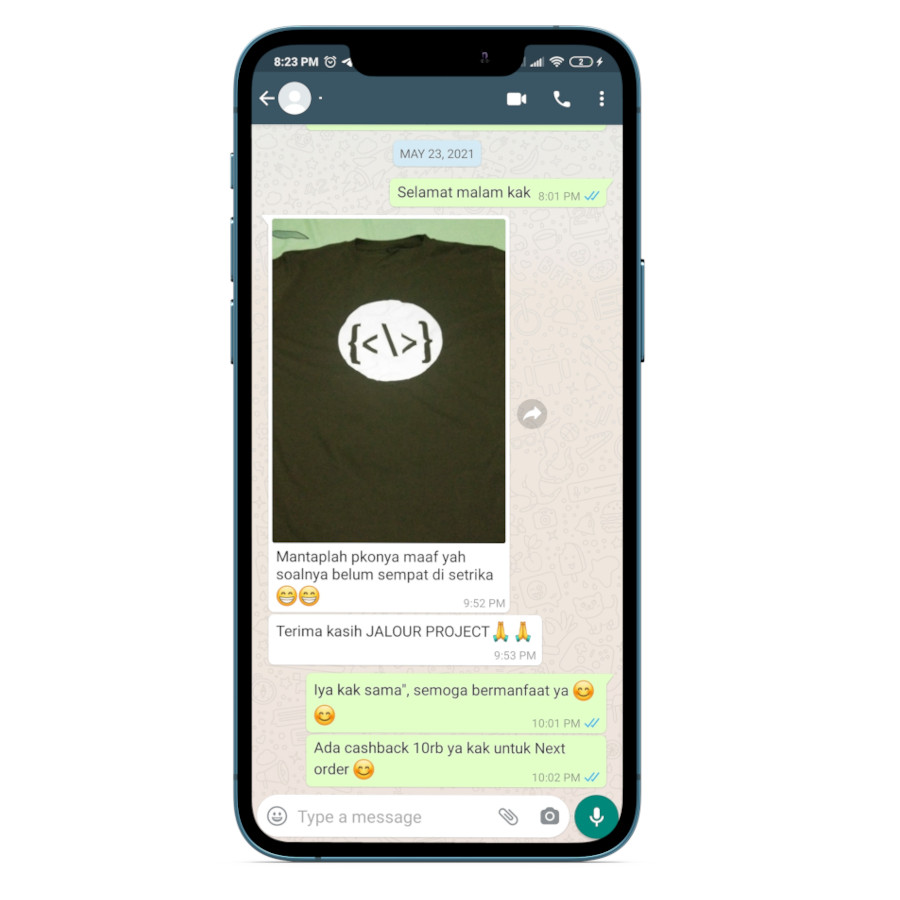 8:23 PM
2
MAY 23, 2021
Selamat malam kak 8:01 PM
{<\>}
Mantaplah pkonya maaf yah
soalnya belum sempat di setrika
😁😁 9:52 PM
Terima kasih JALOUR PROJECT🙏🙏
9:53 PM
Iya kak sama", semoga bermanfaat ya 😊
😊 10:01 PM
Ada cashback 10rb ya kak untuk Next
order 😊 10:02 PM
Type a message